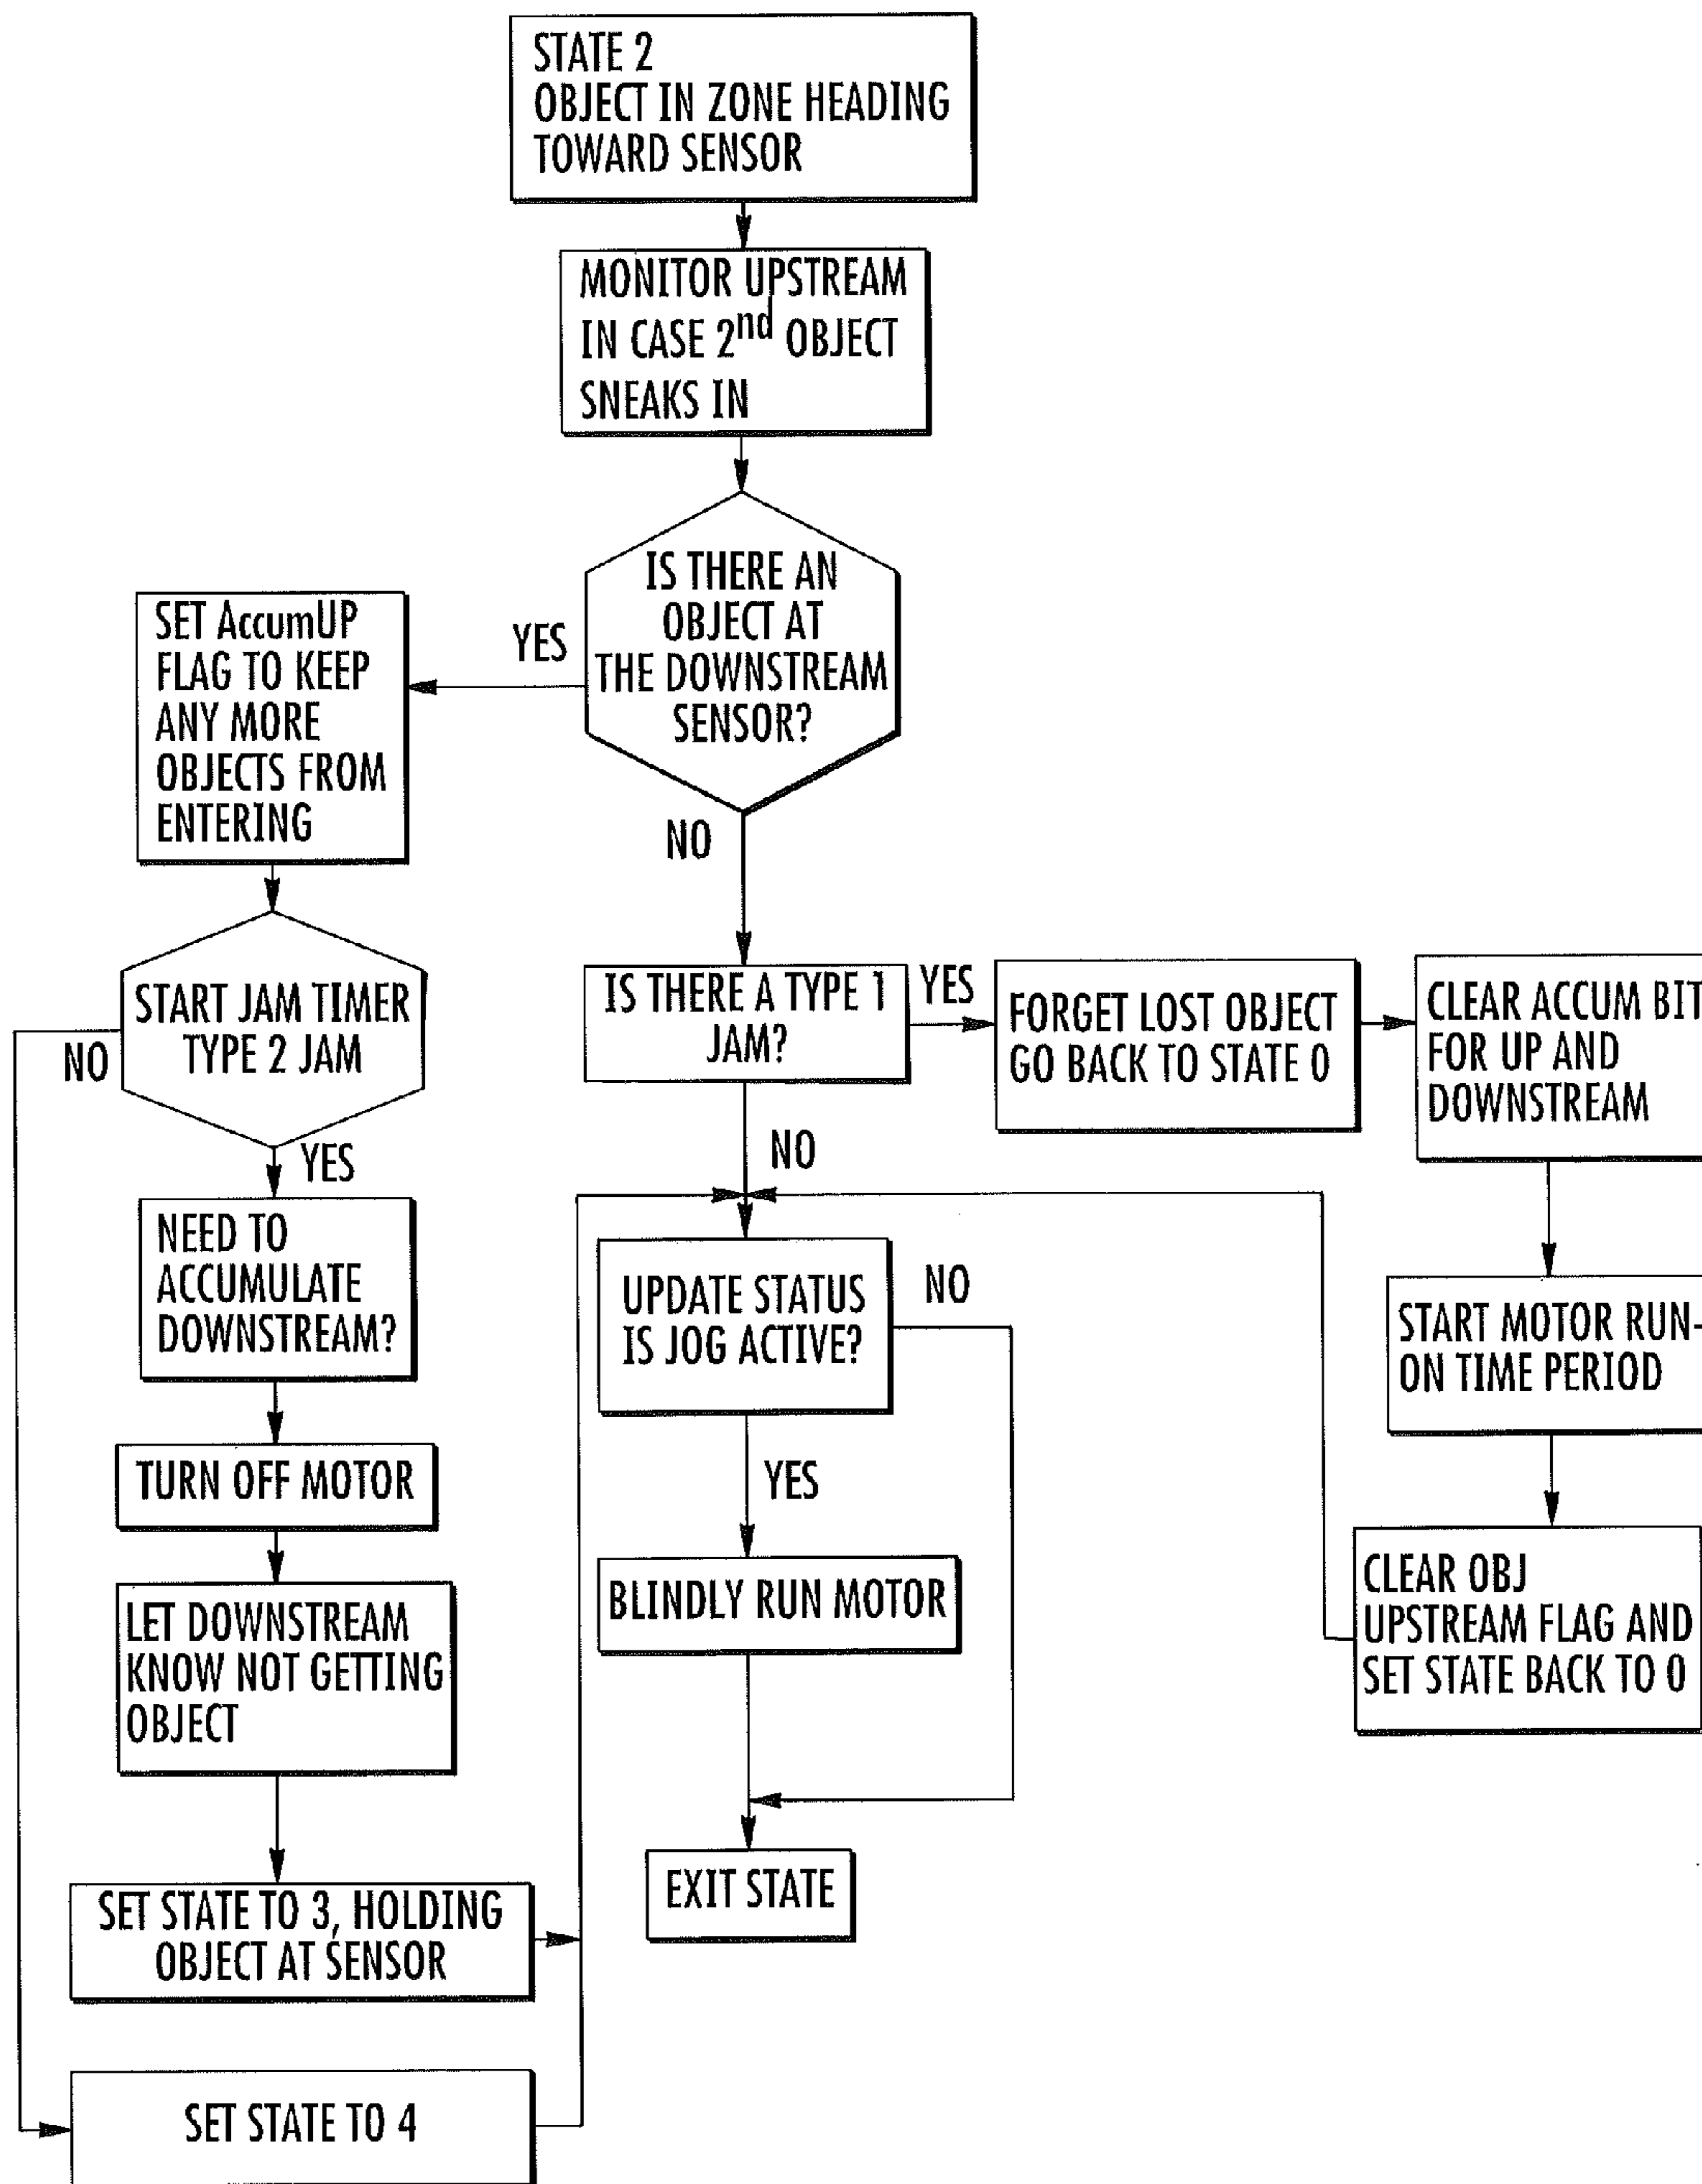 STATE 2
OBJECT IN ZONE HEADING
TOWARD SENSOR
MONITOR UPSTREAM
IN CASE 2nd OBJECT
SNEAKS IN
IS THERE AN
OBJECT AT
THE DOWNSTREAM
SENSOR?
YES
NO
SET AccumUP
FLAG TO KEEP
ANY MORE
OBJECTS FROM
ENTERING
START JAM TIMER
TYPE 2 JAM
NO
YES
NEED TO
ACCUMULATE
DOWNSTREAM?
TURN OFF MOTOR
LET DOWNSTREAM
KNOW NOT GETTING
OBJECT
SET STATE TO 3, HOLDING
OBJECT AT SENSOR
SET STATE TO 4
IS THERE A TYPE 1
JAM?
YES
NO
FORGET LOST OBJECT
GO BACK TO STATE 0
CLEAR ACCUM BIT
FOR UP AND
DOWNSTREAM
START MOTOR RUN-
ON TIME PERIOD
CLEAR OBJ
UPSTREAM FLAG AND
SET STATE BACK TO 0
UPDATE STATUS
IS JOG ACTIVE?
NO
YES
BLINDLY RUN MOTOR
EXIT STATE